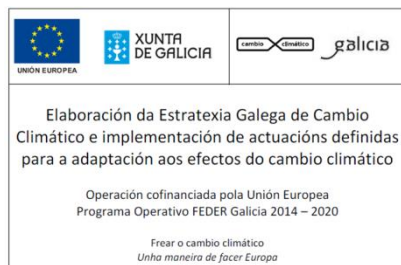 UNIÓN EUROPEA
XUNTA
DE GALICIA
cambio climático
galicia
Elaboración da Estratexia Galega de Cambio
Climático e implementación de actuacións definidas
para a adaptación aos efectos do cambio climático
Operación cofinanciada pola Unión Europea
Programa Operativo FEDER Galicia 2014 – 2020
Frear o cambio climático
Unha maneira de facer Europa